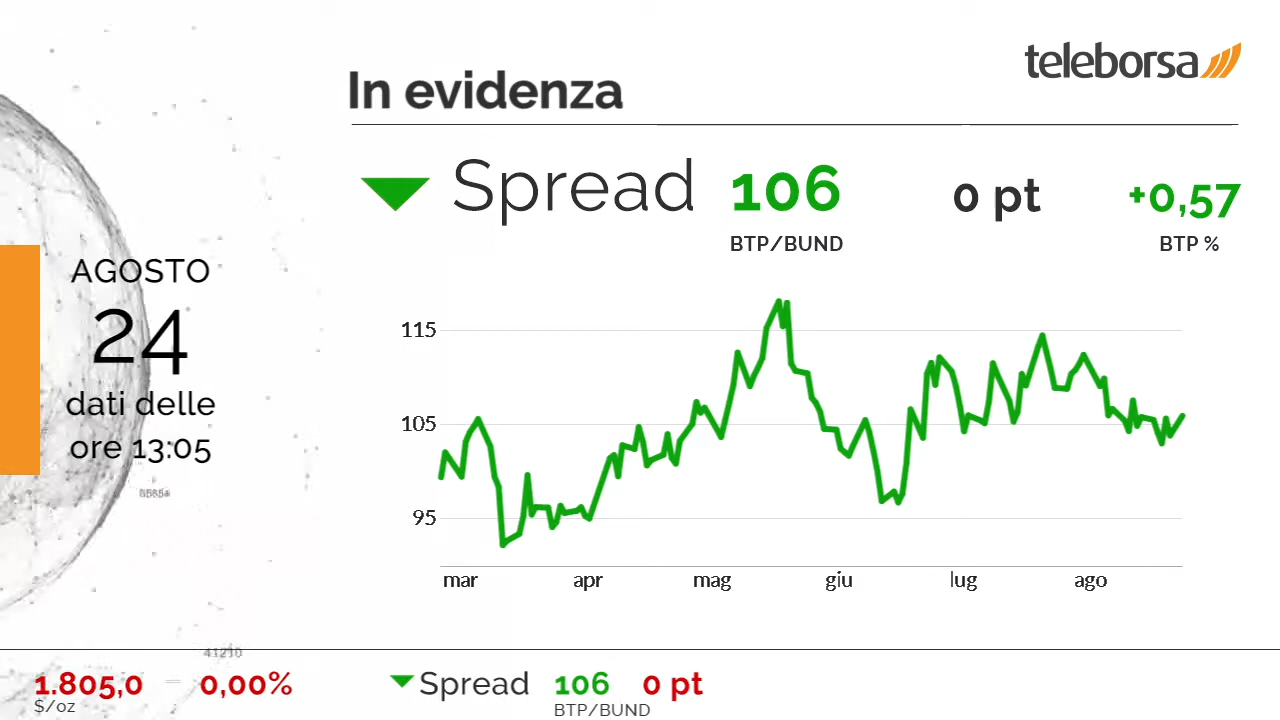 teleborsa
In evidenza
Spread 106 0 pt +0,57
BTP/BUND BTP %
AGOSTO
24
dati delle
ore 13:05
115
105
95
mar apr mag giu lug ago
41210
1.805,0 0,00% Spread 106 0 pt
$/oz BTP/BUND